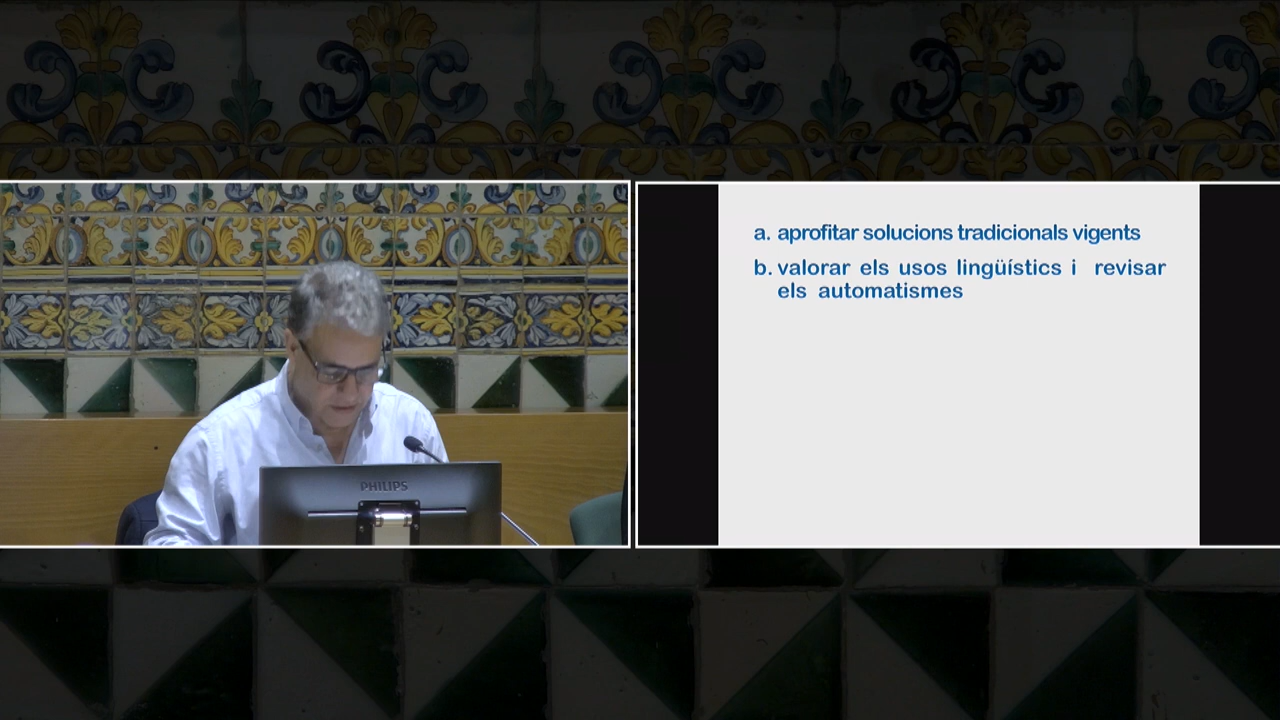 PHILIPS
a. aprofitar solucions tradicionals vigents
b. valorar els usos lingüístics i revisar
els automatismes